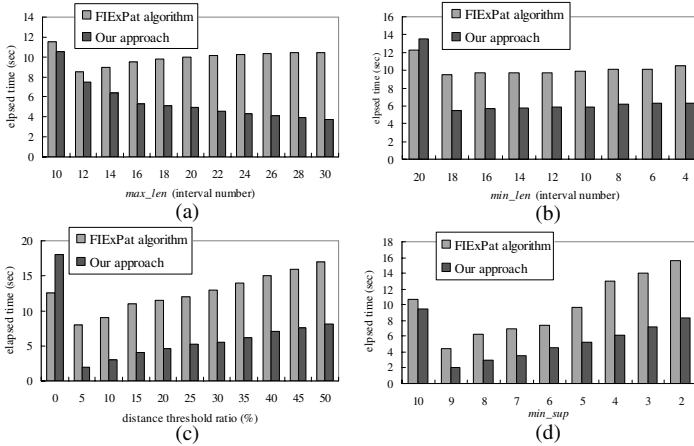 14
12
10
8
6
4
2
0
elpsed time (sec)
FIExPat algorithm
Our approach
10 12 14 16 18 20 22 24 26 28 30
max_len (interval number)
(a)
16
14
12
10
8
6
4
2
0
elpsed time (sec)
FIExPat algorithm
Our approach
20 18 16 14 12 10 8 6 4
min_len (interval number)
(b)
20
15
10
5
0
elapsed time (sec)
FIExPat algorithm
Our approach
0 5 10 15 20 25 30 35 40 45 50
distance threshold ratio (%)
(c)
18
16
14
12
10
8
6
4
2
0
elpsed time (sec)
FIExPat algorithm
Our approach
10 9 8 7 6 5 4 3 2
min_sup
(d)